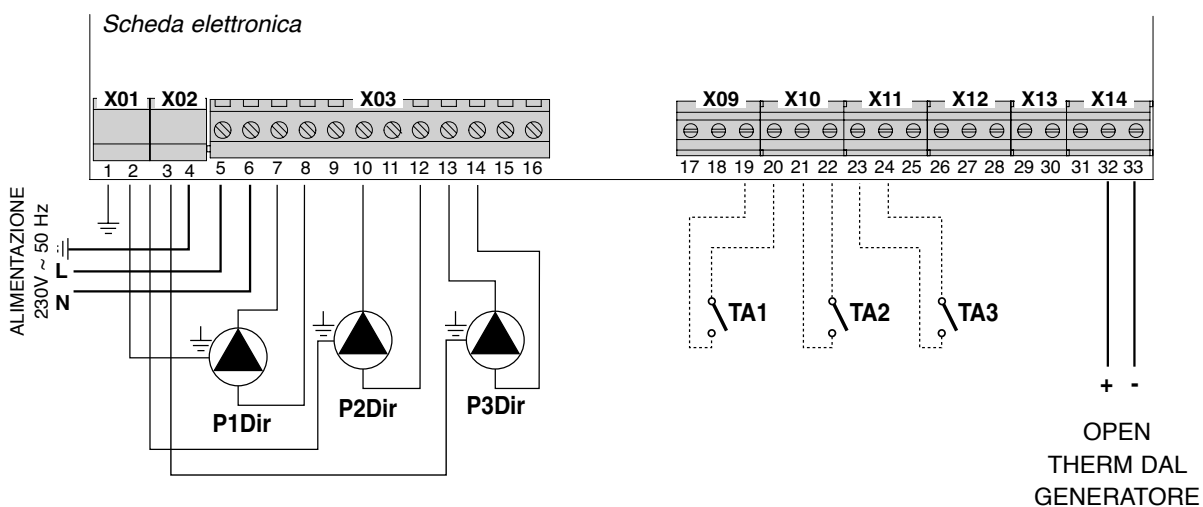 Scheda elettronica
X01 X02 X03 X09 X10 X11 X12 X13 X14
1 2 3 4 5 6 7 8 9 10 11 12 13 14 15 16 17 18 19 20 21 22 23 24 25 26 27 28 29 30 31 32 33
ALIMENTAZIONE
230V ~ 50 Hz
L
N
TA1 TA2 TA3
P1Dir P2Dir P3Dir
+ -
OPEN
THERM DAL
GENERATORE